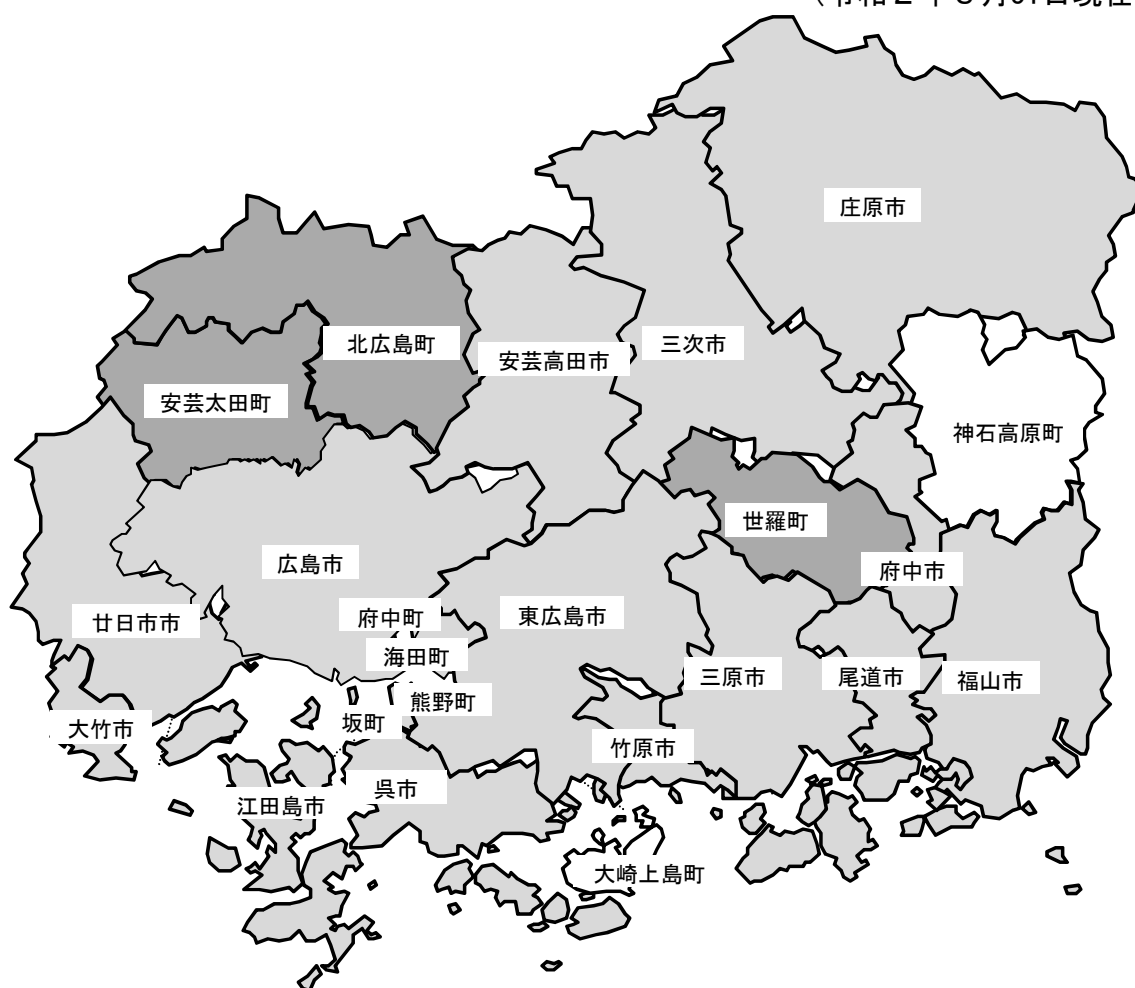 庄原市
北広島町
三次市
安芸高田市
安芸太田町
神石高原町
世羅町
広島市
府中市
府中町
東広島市
廿日市市
海田町
三原市
尾道市
福山市
熊野町
坂町
大竹市
竹原市
呉市
江田島市
大崎上島町